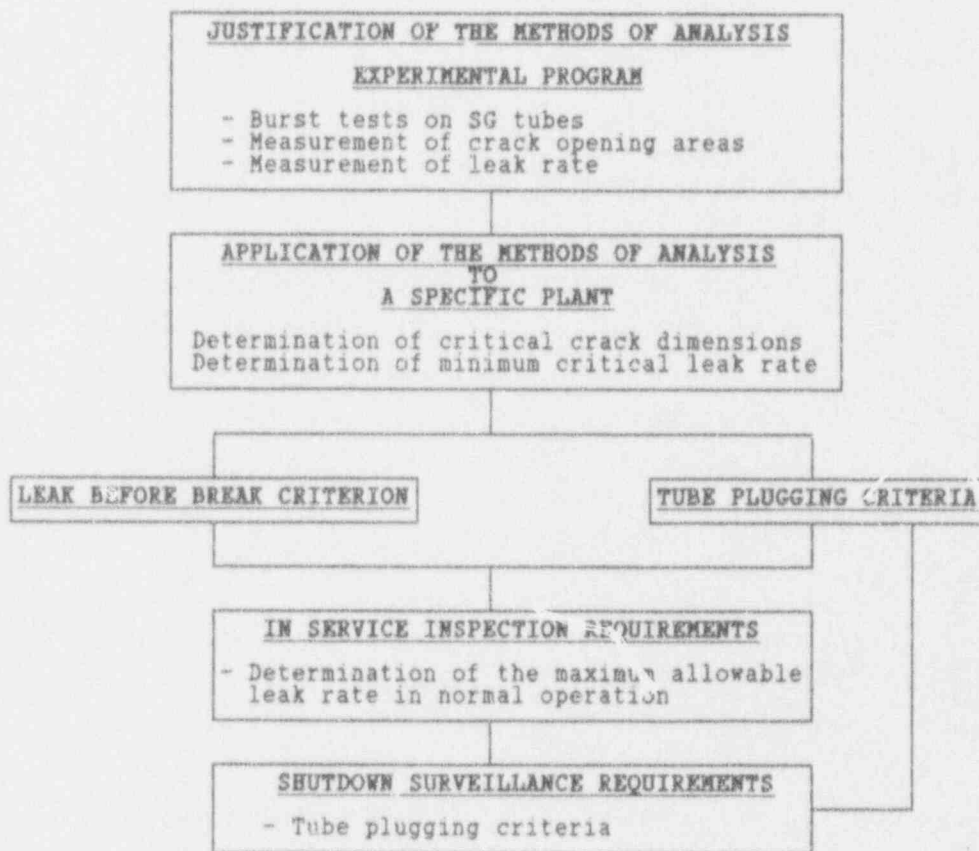 JUSTIFICATION OF THE METHODS OF ANALYSIS
EXPERIMENTAL PROGRAM
- Burst tests on SG tubes
- Measurement of crack opening areas
- Measurement of leak rate
APPLICATION OF THE METHODS OF ANALYSIS
TO
A SPECIFIC PLANT
Determination of critical crack dimensions
Determination of minimum critical leak rate
LEAK BEFORE BREAK CRITERION
TUBE PLUGGING CRITERIA
IN SERVICE INSPECTION REQUIREMENTS
- Determination of the maximum allowable
leak rate in normal operation
SHUTDOWN SURVEILLANCE REQUIREMENTS
- Tube plugging criteria